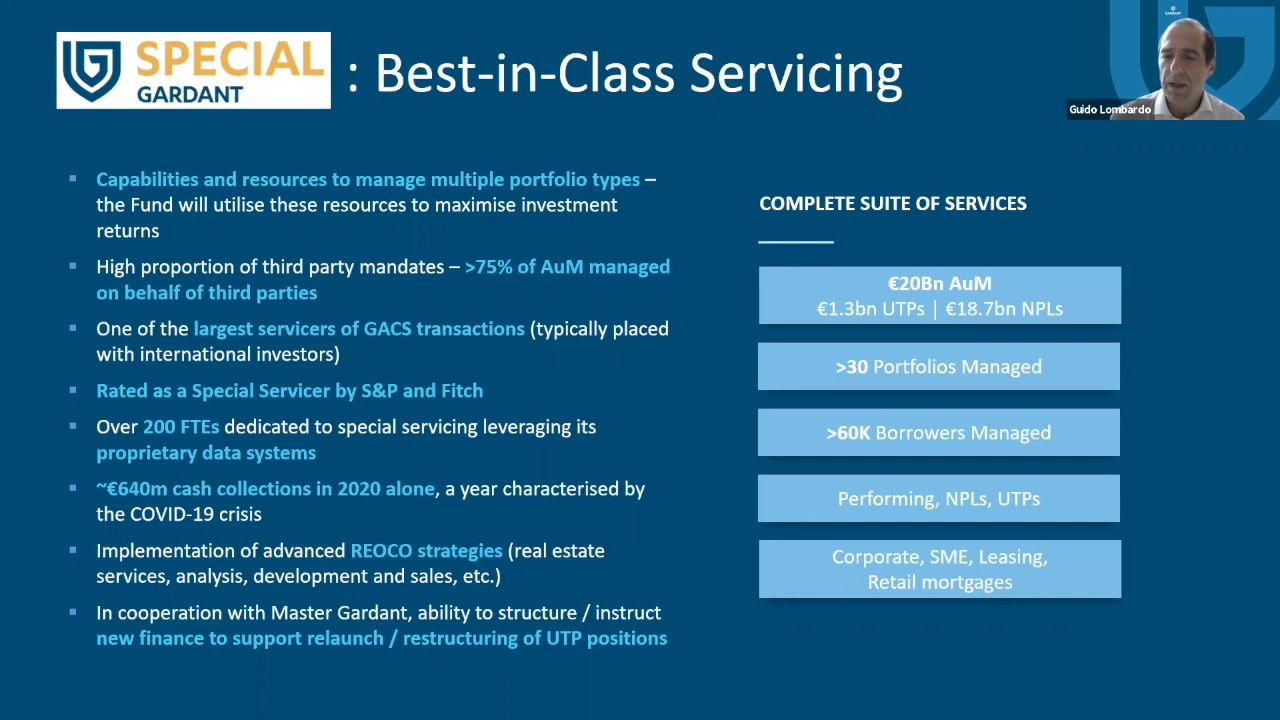 SPECIAL
GARDANT
: Best-in-Class Servicing
GARDANT
Guido Lombardo
Capabilities and resources to manage multiple portfolio types –
the Fund will utilise these resources to maximise investment
returns
High proportion of third party mandates – >75% of AuM managed
on behalf of third parties
One of the largest servicers of GACS transactions (typically placed
with international investors)
Rated as a Special Servicer by S&P and Fitch
Over 200 FTEs dedicated to special servicing leveraging its
proprietary data systems
~€640m cash collections in 2020 alone, a year characterised by
the COVID-19 crisis
Implementation of advanced REOCO strategies (real estate
services, analysis, development and sales, etc.)
In cooperation with Master Gardant, ability to structure / instruct
new finance to support relaunch / restructuring of UTP positions
COMPLETE SUITE OF SERVICES
€20Bn AuM
€1.3bn UTPs | €18.7bn NPLs
>30 Portfolios Managed
>60K Borrowers Managed
Performing, NPLs, UTPs
Corporate, SME, Leasing,
Retail mortgages